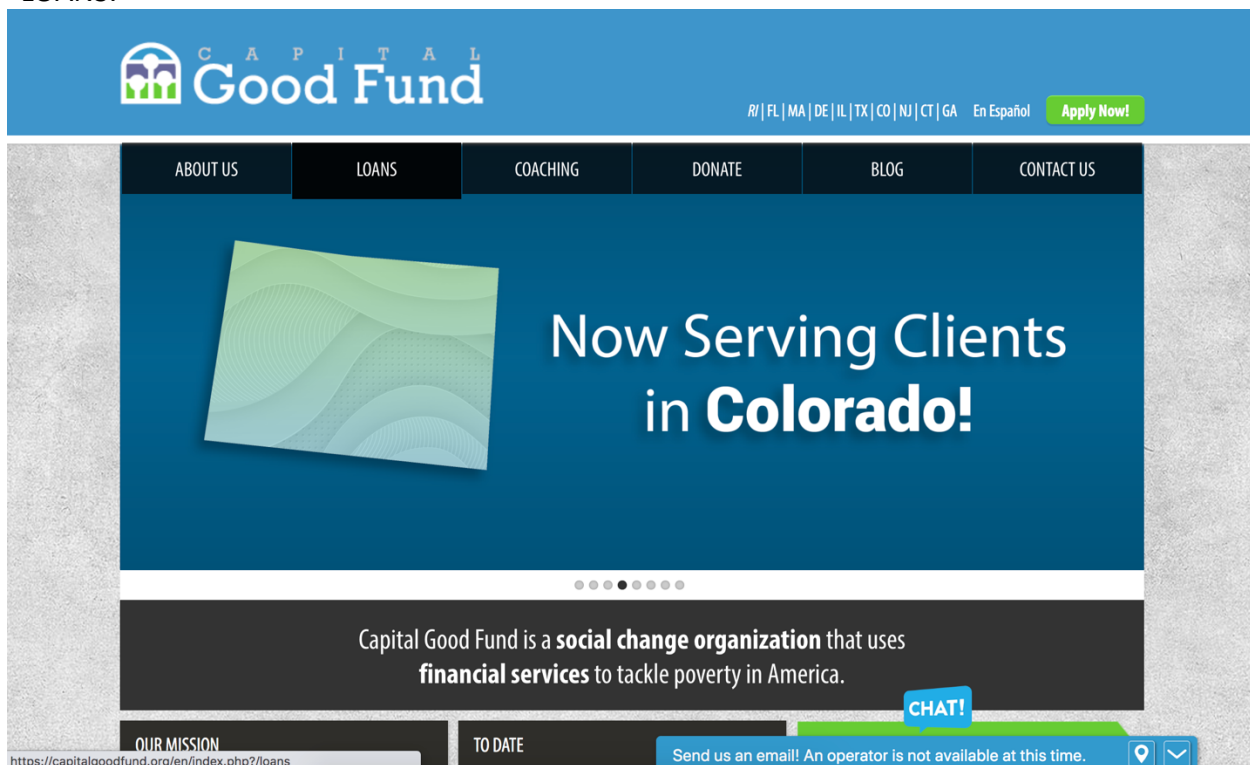 LOANS.
CAPITAL
Good Fund
RI | FL | MA | DE | IL | TX | CO | NJ | CT | GA En Español Apply Now!
ABOUT US LOANS COACHING DONATE BLOG CONTACT US
Now Serving Clients
in Colorado!
Capital Good Fund is a social change organization that uses
financial services to tackle poverty in America.
CHAT!
OUR MISSION TO DATE
Send us an email! An operator is not available at this time.
https://capitalgoodfund.org/en/index.php?/loans